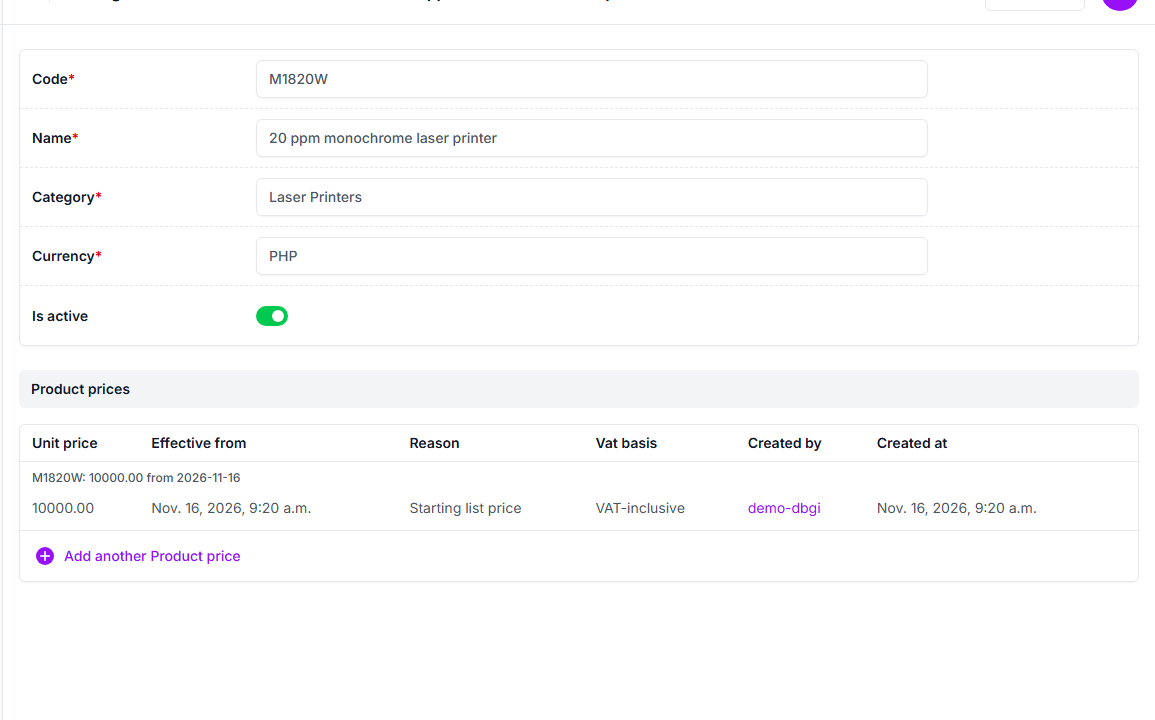 Code*
M1820W
Name*
20 ppm monochrome laser printer
Category*
Laser Printers
Currency*
PHP
Is active
Product prices
Unit price Effective from Reason Vat basis Created by Created at
M1820W: 10000.00 from 2026-11-16
10000.00 Nov. 16, 2026, 9:20 a.m. Starting list price VAT-inclusive demo-dbgi Nov. 16, 2026, 9:20 a.m.
Add another Product price